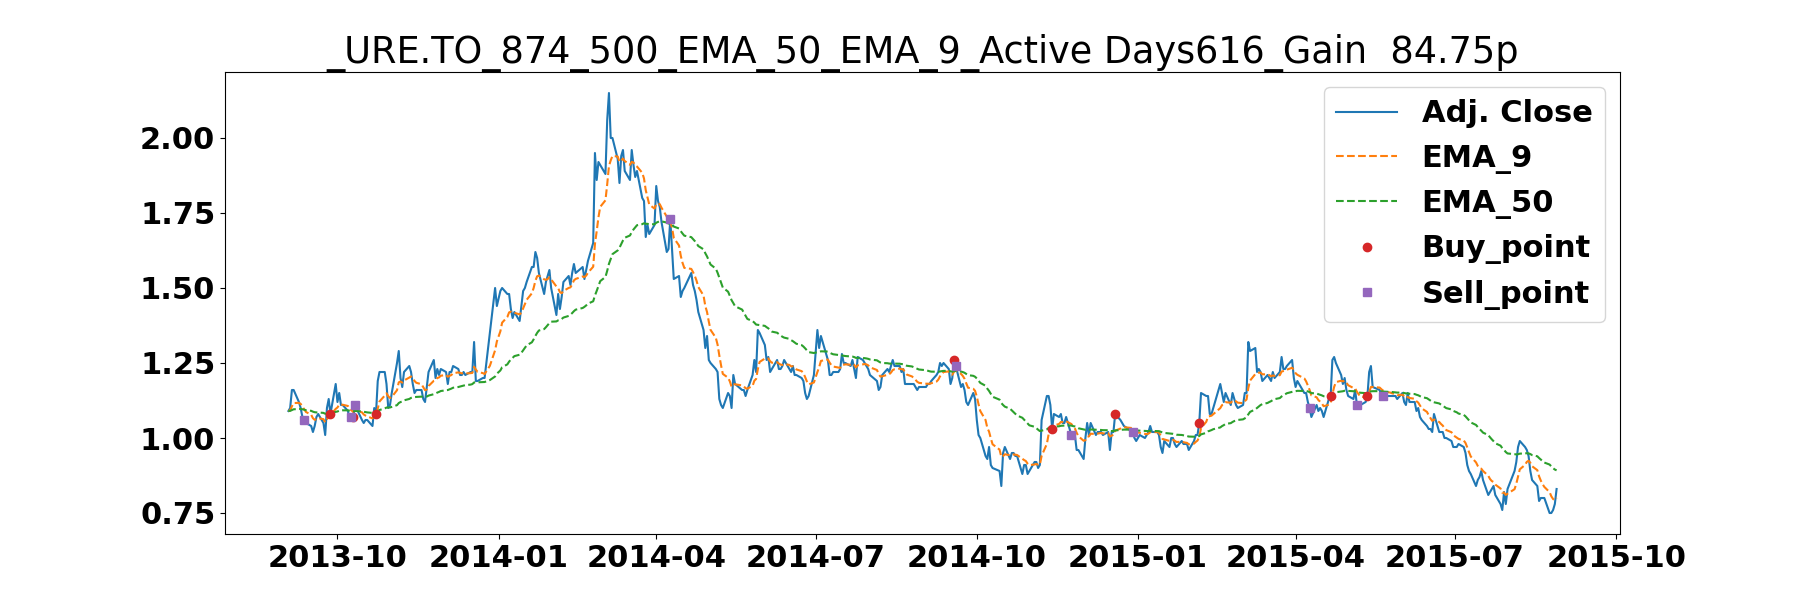 _URE.TO_874_500_EMA_50_EMA_9_Active Days616_Gain  84.75p
Adj. Close
EMA_9
EMA_50
Buy_point
Sell_point
2.00
1.75
1.50
1.25
1.00
0.75
2013-10 2014-01 2014-04 2014-07 2014-10 2015-01 2015-04 2015-07 2015-10